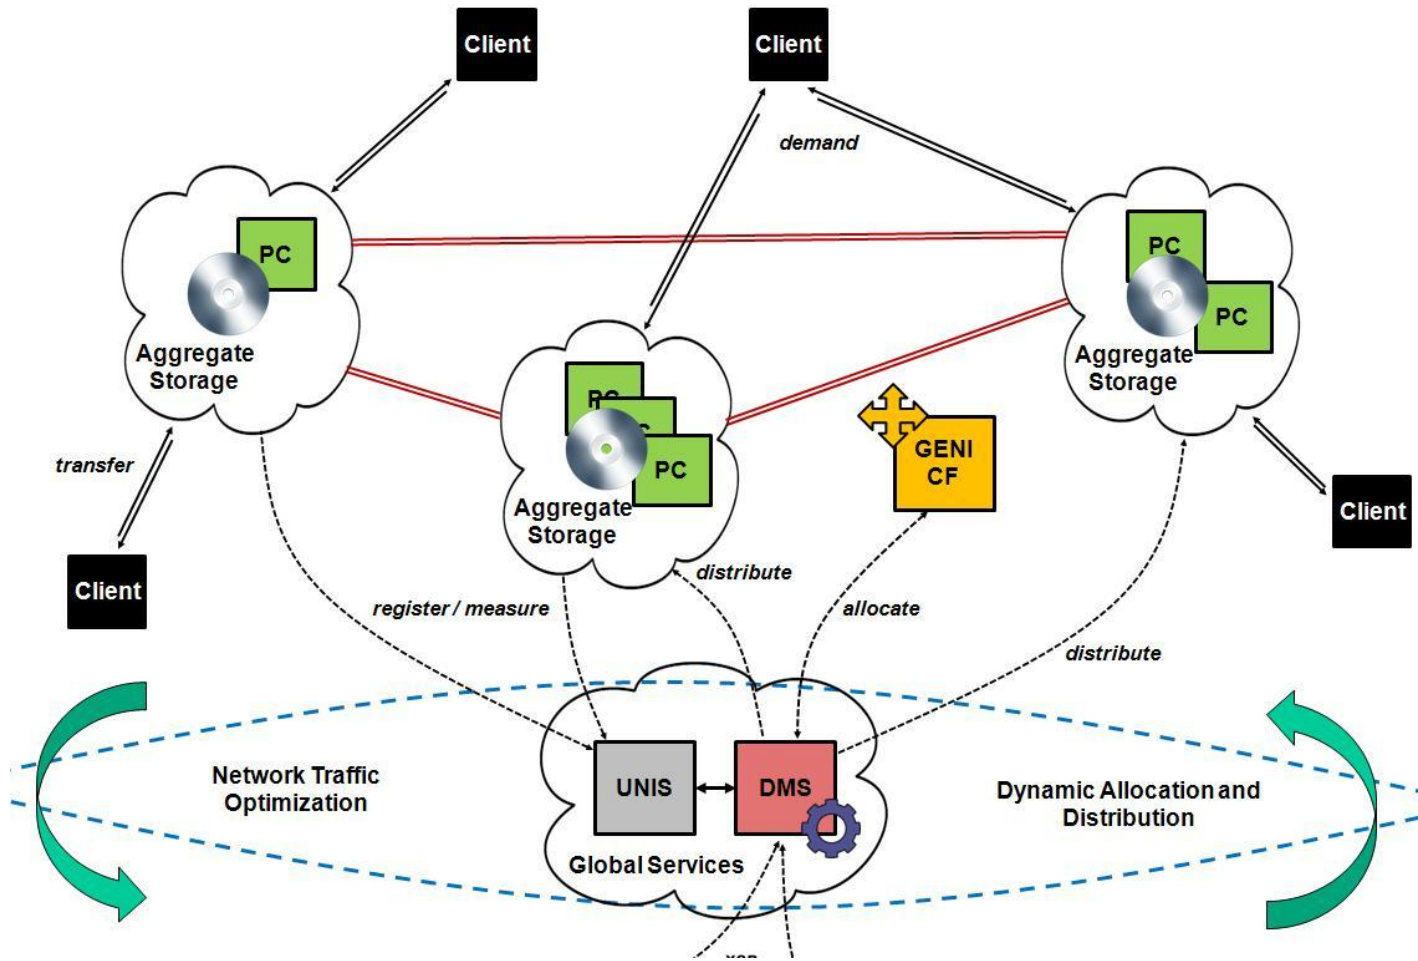 Client
Client
demand
PC
PC
PC
Aggregate
Storage
Aggregate
Storage
PC
GENI
CF
transfer
Aggregate
Storage
Client
Client
distribute
register / measure
allocate
distribute
Network Traffic
Optimization
UNIS
DMS
Dynamic Allocation and
Distribution
Global Services